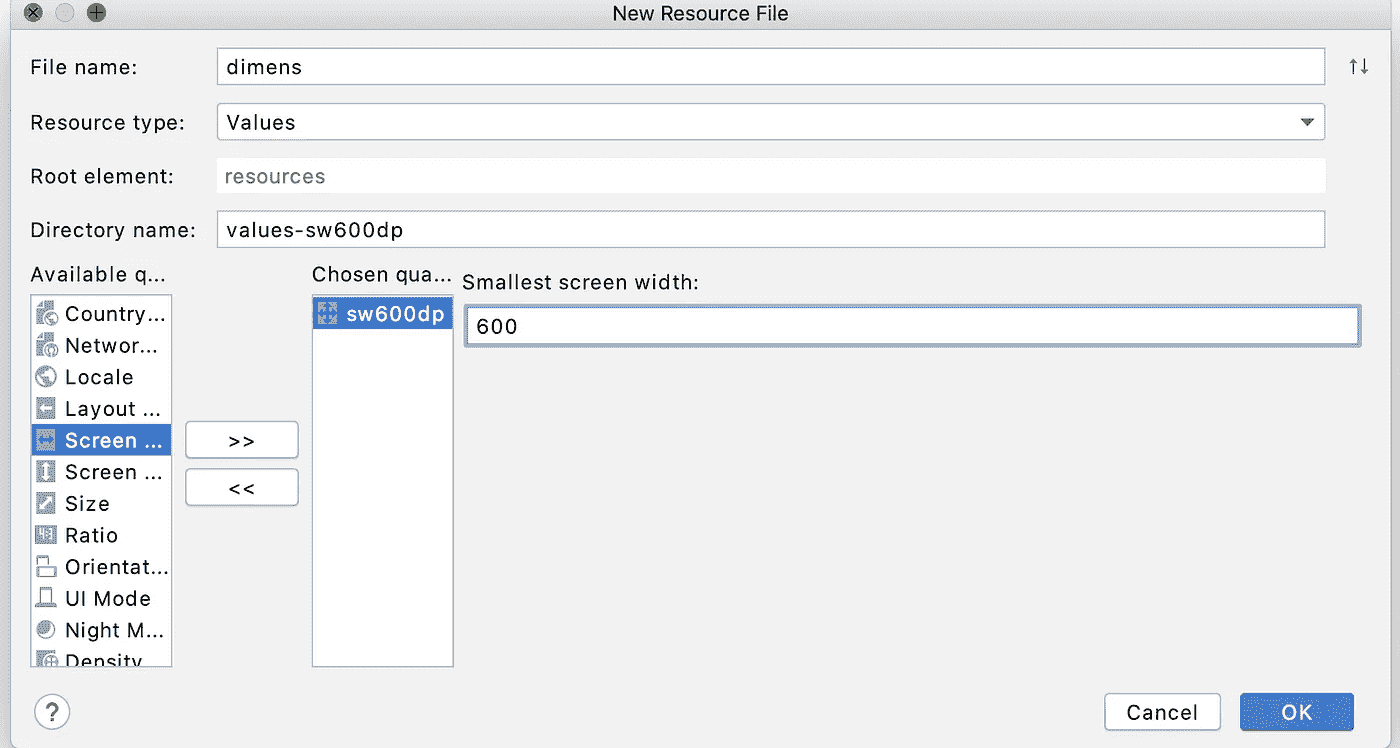 New Resource File
File name:
dimens
Resource type:
Values
Root element:
resources
Directory name:
values-sw600dp
Available q...
Chosen qua...
Smallest screen width:
Country...
Networ...
Locale
Layout ...
Screen ...
Screen ...
Size
Ratio
Orientat...
UI Mode
Night M...
Density
>>
<<
sw600dp
600
?
Cancel
OK